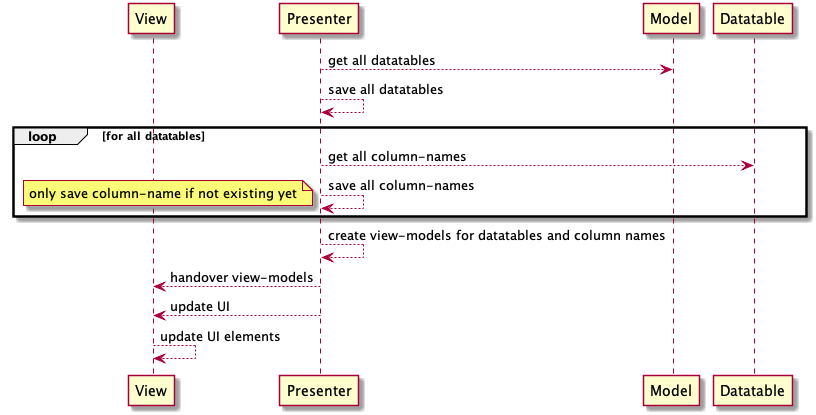 View
Presenter
Model
Datatable
get all datatables
save all datatables
loop
[for all datatables]
get all column-names
only save column-name if not existing yet
save all column-names
create view-models for datatables and column names
handover view-models
update UI
update UI elements
View
Presenter
Model
Datatable